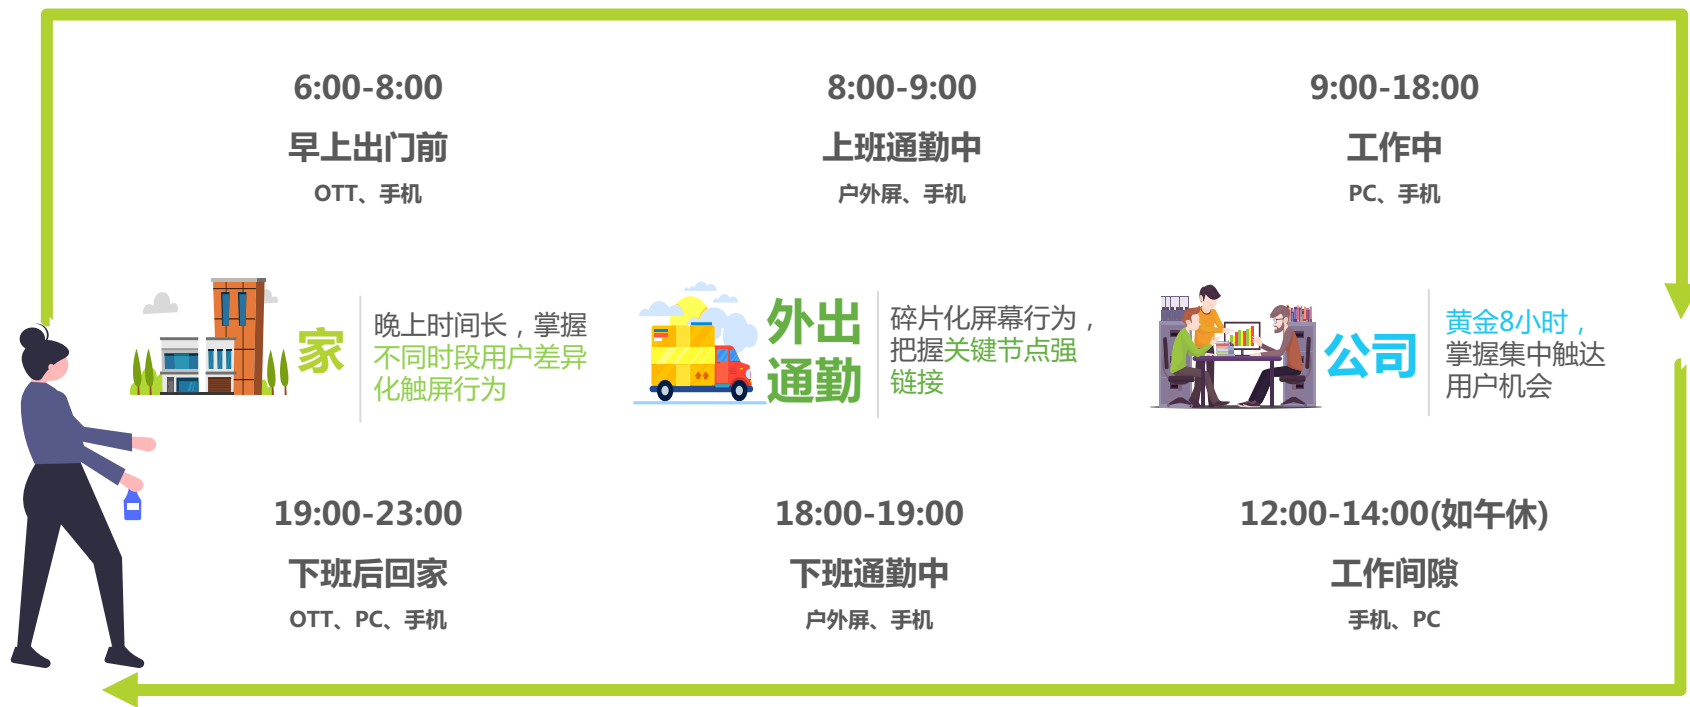 6:00-8:00
早上出门前
OTT、手机
8:00-9:00
上班通勤中
户外屏、手机
9:00-18:00
工作中
PC、手机
家
晚上时间长，掌握
不同时段用户差异
化触屏行为
外出
通勤
碎片化屏幕行为，
把握关键节点强
链接
公司
黄金8小时，
掌握集中触达
用户机会
19:00-23:00
下班后回家
OTT、PC、手机
18:00-19:00
下班通勤中
户外屏、手机
12:00-14:00(如午休)
工作间隙
手机、PC